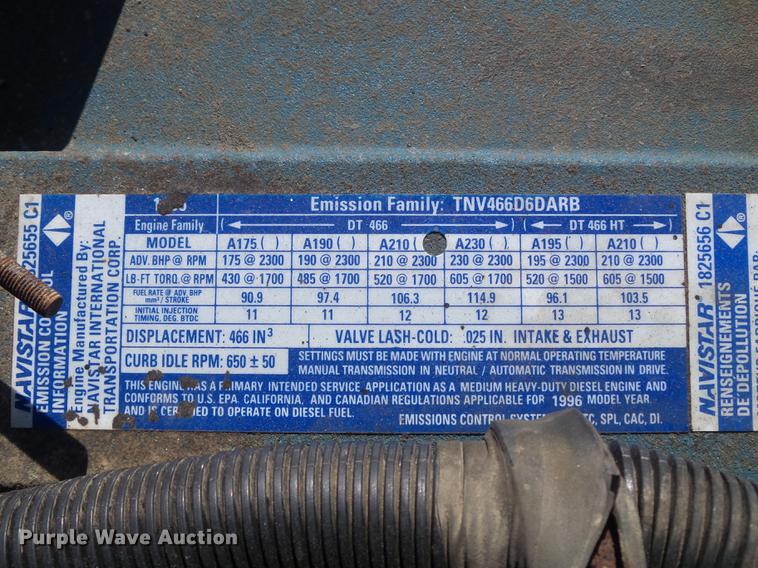 NAVISTAR ® 1825655 C1
EMISSION CONTROL
INFORMATION
Engine Manufactured By:
NAVISTAR INTERNATIONAL
TRANSPORTATION CORP.
Emission Family: TNV466D6DARB
Engine Family DT 466 DT 466 HT
MODEL A175 ( ) A190 ( ) A210 ( ) A230 ( ) A195 ( ) A210 ( )
ADV. BHP @ RPM 175 @ 2300 190 @ 2300 210 @ 2300 230 @ 2300 195 @ 2300 210 @ 2300
LB-FT TORQ @ RPM 430 @ 1700 485 @ 1700 520 @ 1700 605 @ 1700 520 @ 1500 605 @ 1500
FUEL RATE @ ADV. BHP
mm³ / STROKE 90.9 97.4 106.3 114.9 96.1 103.5
INITIAL INJECTION
TIMING, DEG. BTDC 11 11 12 12 13 13
DISPLACEMENT: 466 IN³ VALVE LASH-COLD: .025 IN. INTAKE & EXHAUST
CURB IDLE RPM: 650 ± 50
SETTINGS MUST BE MADE WITH ENGINE AT NORMAL OPERATING TEMPERATURE
MANUAL TRANSMISSION IN NEUTRAL / AUTOMATIC TRANSMISSION IN DRIVE.
THIS ENGINE HAS A PRIMARY INTENDED SERVICE APPLICATION AS A MEDIUM HEAVY-DUTY DIESEL ENGINE AND
CONFORMS TO U.S. EPA, CALIFORNIA, AND CANADIAN REGULATIONS APPLICABLE FOR 1996 MODEL YEAR
AND IS CERTIFIED TO OPERATE ON DIESEL FUEL.
EMISSIONS CONTROL SYSTEM TC, SPL, CAC, DI.
NAVISTAR ® 1825656 C1
RENSEIGNEMENTS
DE DÉPOLLUTION
Purple Wave Auction